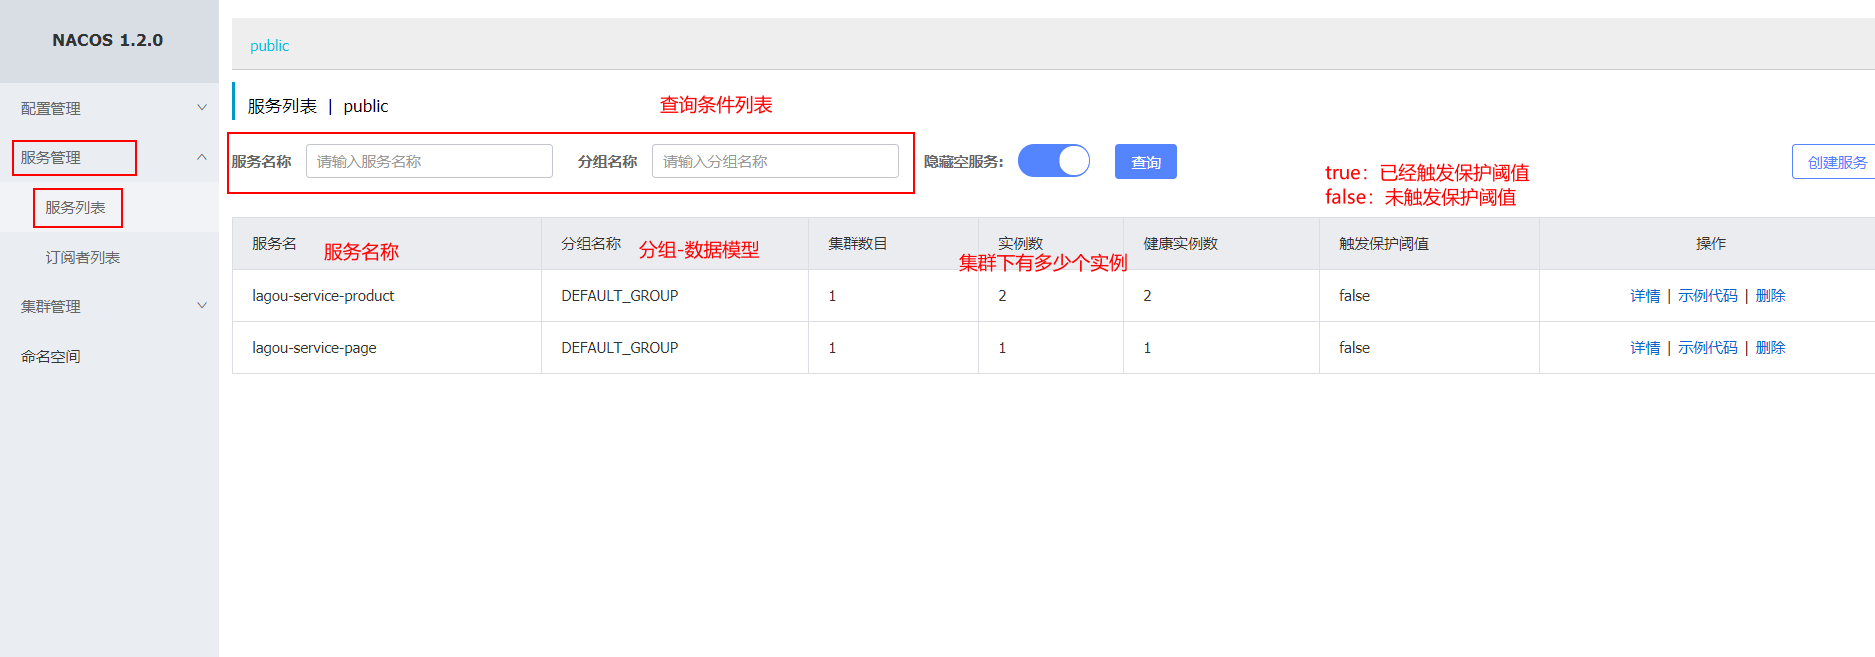 NACOS 1.2.0
配置管理
服务管理
服务列表
订阅者列表
集群管理
命名空间
public
服务列表 | public
查询条件列表
服务名称 请输入服务名称 分组名称 请输入分组名称 隐藏空服务: 查询 创建服务
true：已经触发保护阈值
false：未触发保护阈值
服务名 服务名称 分组名称 分组-数据模型 集群数目 实例数 健康实例数 触发保护阈值 操作
集群下有多少个实例
lagou-service-product DEFAULT_GROUP 1 2 2 false 详情 | 示例代码 | 删除
lagou-service-page DEFAULT_GROUP 1 1 1 false 详情 | 示例代码 | 删除